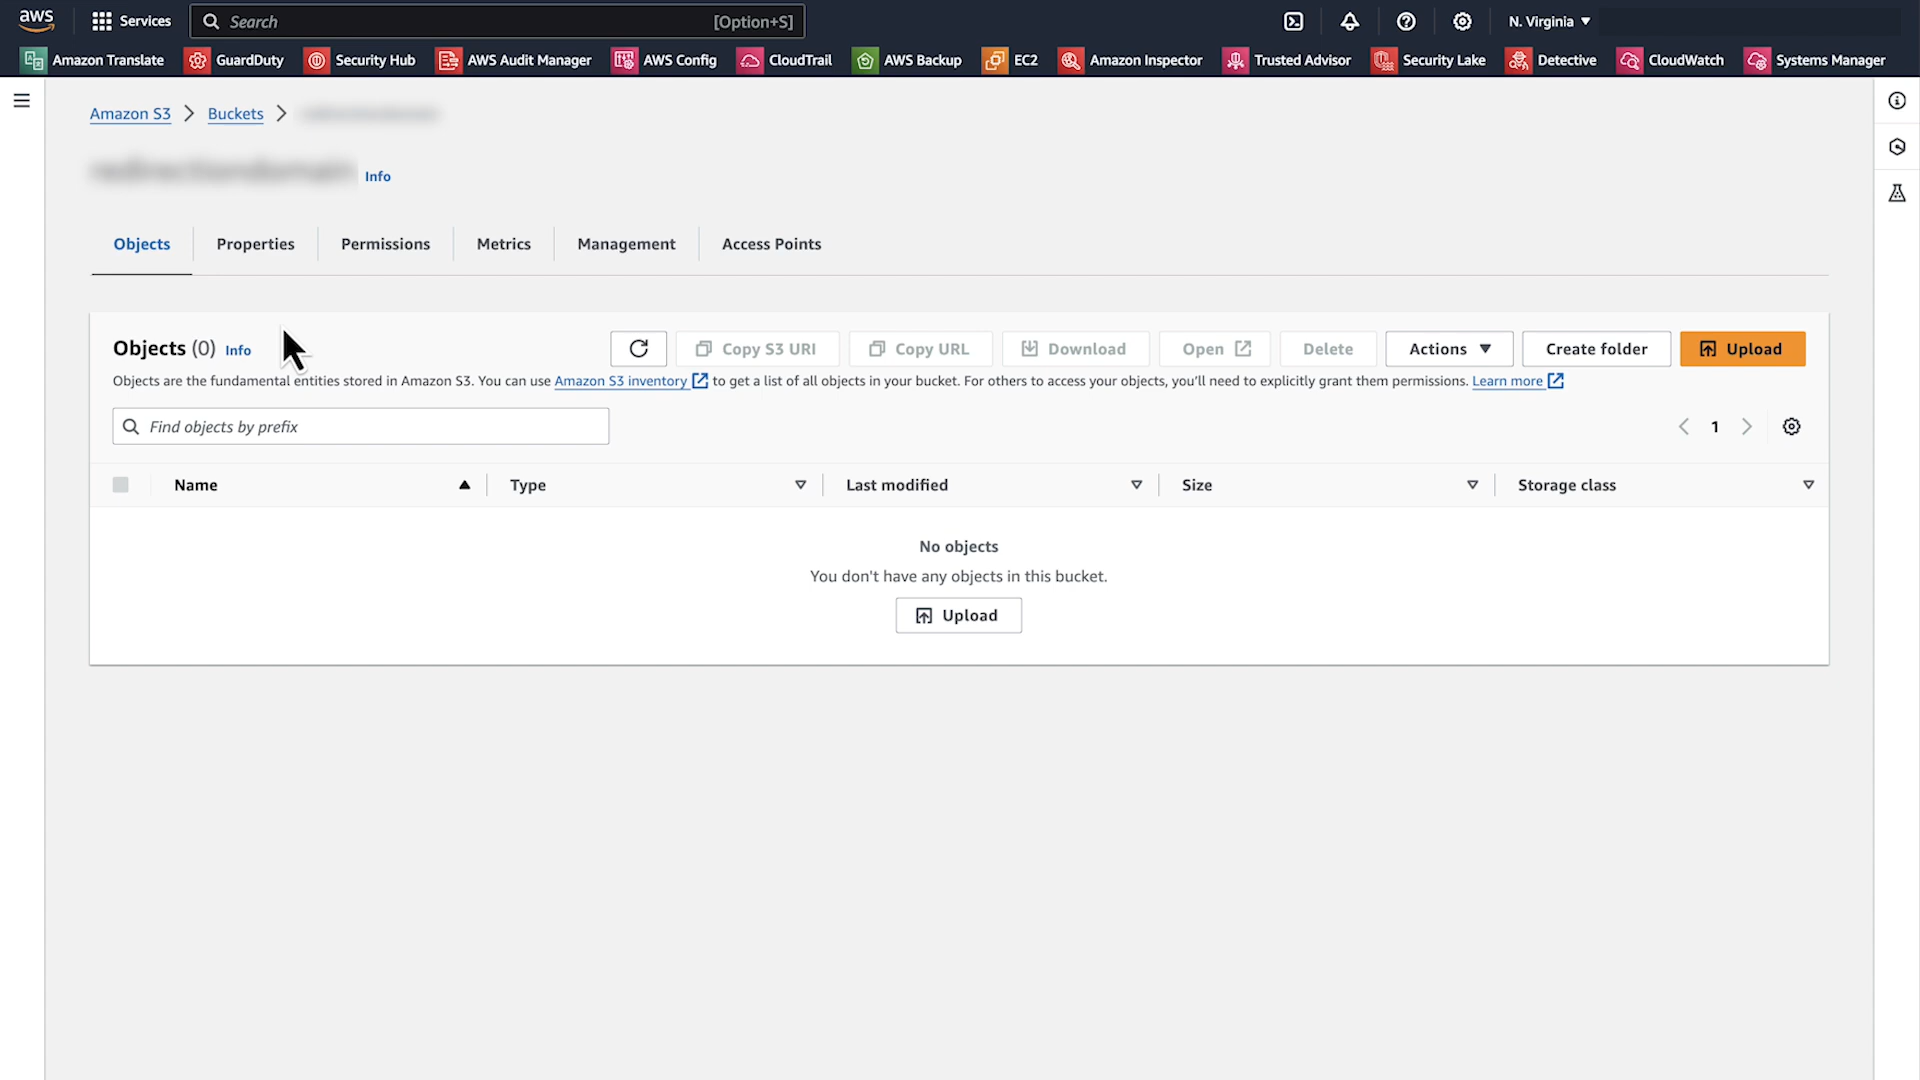 aws Services Search [Option+S] N. Virginia
Amazon Translate GuardDuty Security Hub AWS Audit Manager AWS Config CloudTrail AWS Backup EC2 Amazon Inspector Trusted Advisor Security Lake Detective CloudWatch Systems Manager
Amazon S3 Buckets
Info
Objects Properties Permissions Metrics Management Access Points
Objects (0) Info Copy S3 URI Copy URL Download Open Delete Actions Create folder Upload
Objects are the fundamental entities stored in Amazon S3. You can use Amazon S3 inventory to get a list of all objects in your bucket. For others to access your objects, you'll need to explicitly grant them permissions. Learn more
Find objects by prefix 1
Name Type Last modified Size Storage class
No objects
You don't have any objects in this bucket.
Upload